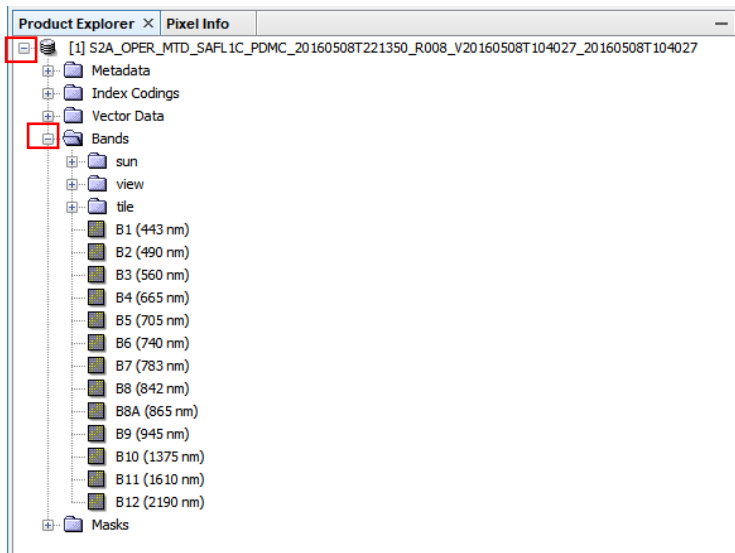 Product Explorer × Pixel Info
[1] S2A_OPER_MTD_SAFL1C_PDMC_20160508T221350_R008_V20160508T104027_20160508T104027
Metadata
Index Codings
Vector Data
Bands
sun
view
tile
B1 (443 nm)
B2 (490 nm)
B3 (560 nm)
B4 (665 nm)
B5 (705 nm)
B6 (740 nm)
B7 (783 nm)
B8 (842 nm)
B8A (865 nm)
B9 (945 nm)
B10 (1375 nm)
B11 (1610 nm)
B12 (2190 nm)
Masks